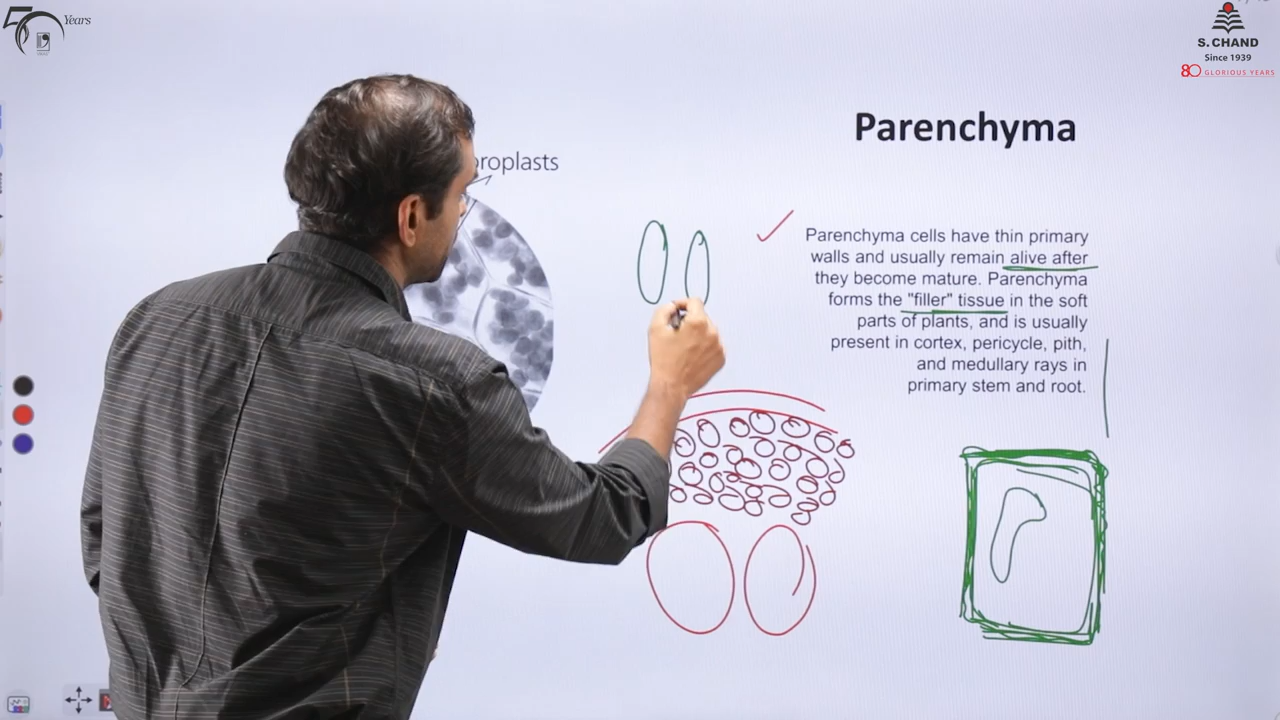 Years
S. CHAND
Since 1939
80 GLORIOUS YEARS
Parenchyma
Parenchyma cells have thin primary
walls and usually remain alive after
they become mature. Parenchyma
forms the "filler" tissue in the soft
parts of plants, and is usually
present in cortex, pericycle, pith,
and medullary rays in
primary stem and root.